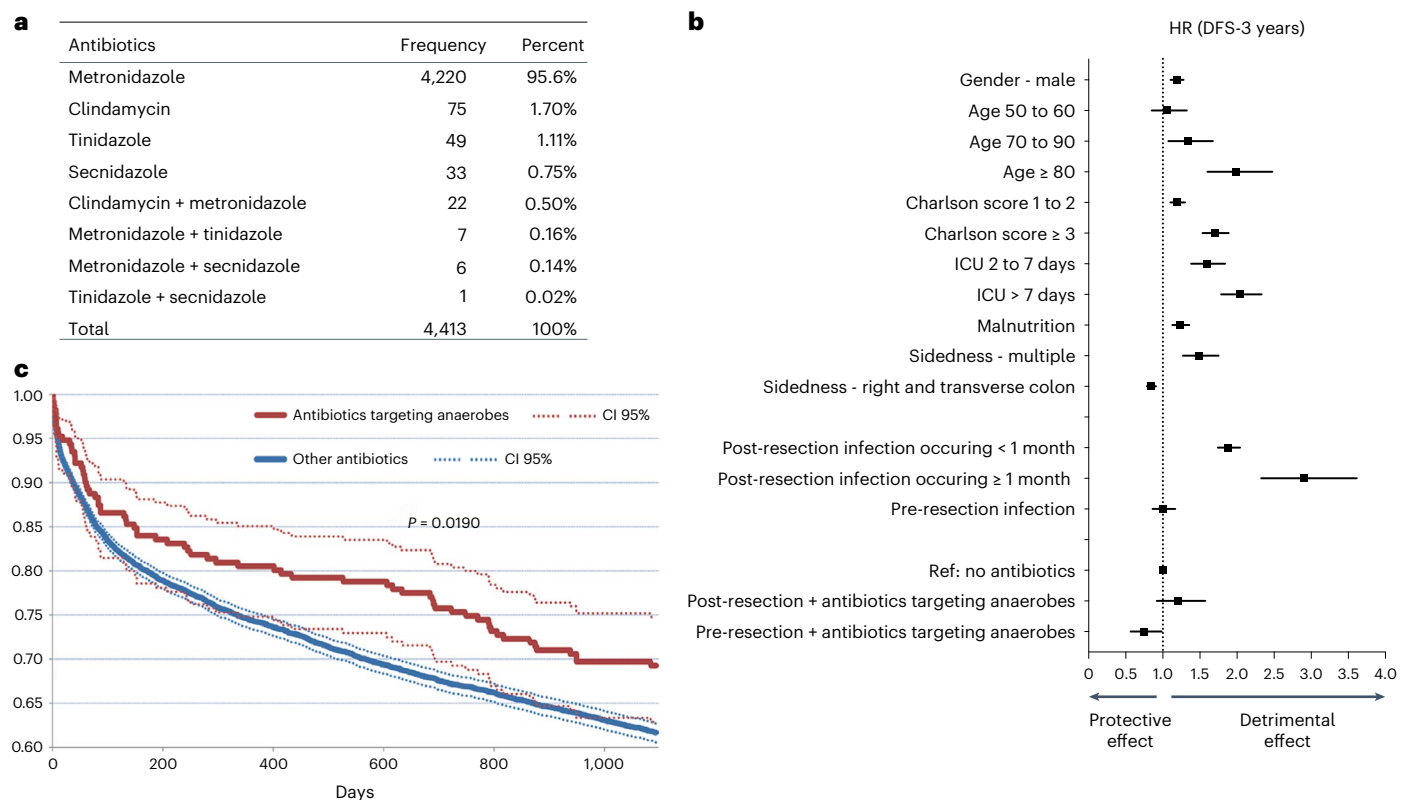 a
Antibiotics Frequency Percent
Metronidazole 4,220 95.6%
Clindamycin 75 1.70%
Tinidazole 49 1.11%
Secnidazole 33 0.75%
Clindamycin + metronidazole 22 0.50%
Metronidazole + tinidazole 7 0.16%
Metronidazole + secnidazole 6 0.14%
Tinidazole + secnidazole 1 0.02%
Total 4,413 100%
b
HR (DFS-3 years)
Gender - male
Age 50 to 60
Age 70 to 90
Age ≥ 80
Charlson score 1 to 2
Charlson score ≥ 3
ICU 2 to 7 days
ICU > 7 days
Malnutrition
Sidedness - multiple
Sidedness - right and transverse colon
Post-resection infection occuring < 1 month
Post-resection infection occuring ≥ 1 month
Pre-resection infection
Ref: no antibiotics
Post-resection + antibiotics targeting anaerobes
Pre-resection + antibiotics targeting anaerobes
0 0.5 1.0 1.5 2.0 2.5 3.0 3.5 4.0
Protective effect
Detrimental effect
c
1.00
0.95
0.90
0.85
0.80
0.75
0.70
0.65
0.60
Antibiotics targeting anaerobes CI 95%
Other antibiotics CI 95%
P = 0.0190
0 200 400 600 800 1,000
Days